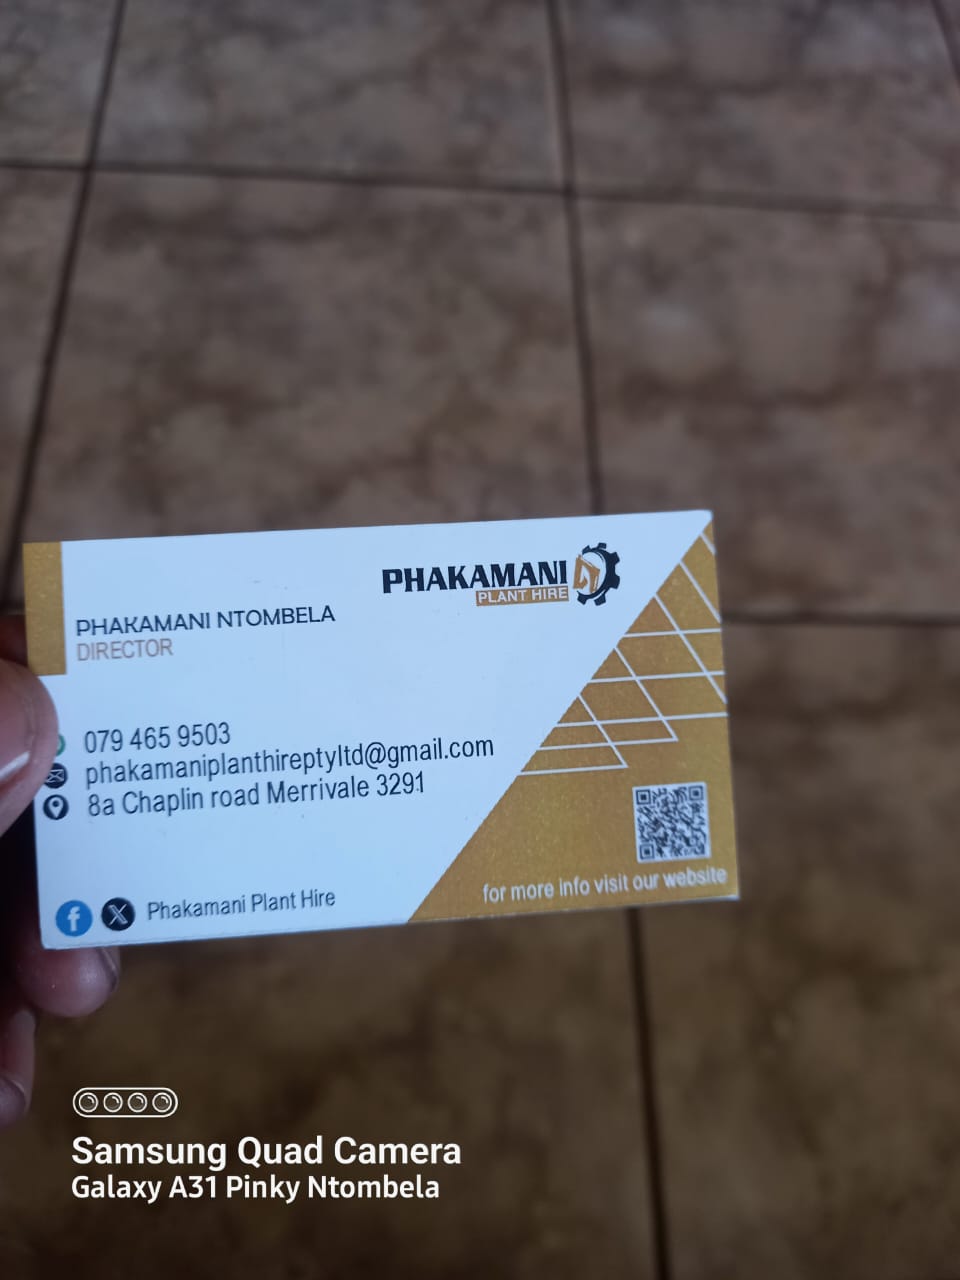 PHAKAMANI
PLANT HIRE
PHAKAMANI NTOMBELA
DIRECTOR
079 465 9503
phakamaniplanthireptyltd@gmail.com
8a Chaplin road Merrivale 3291
Phakamani Plant Hire
for more info visit our website
Samsung Quad Camera
Galaxy A31 Pinky Ntombela